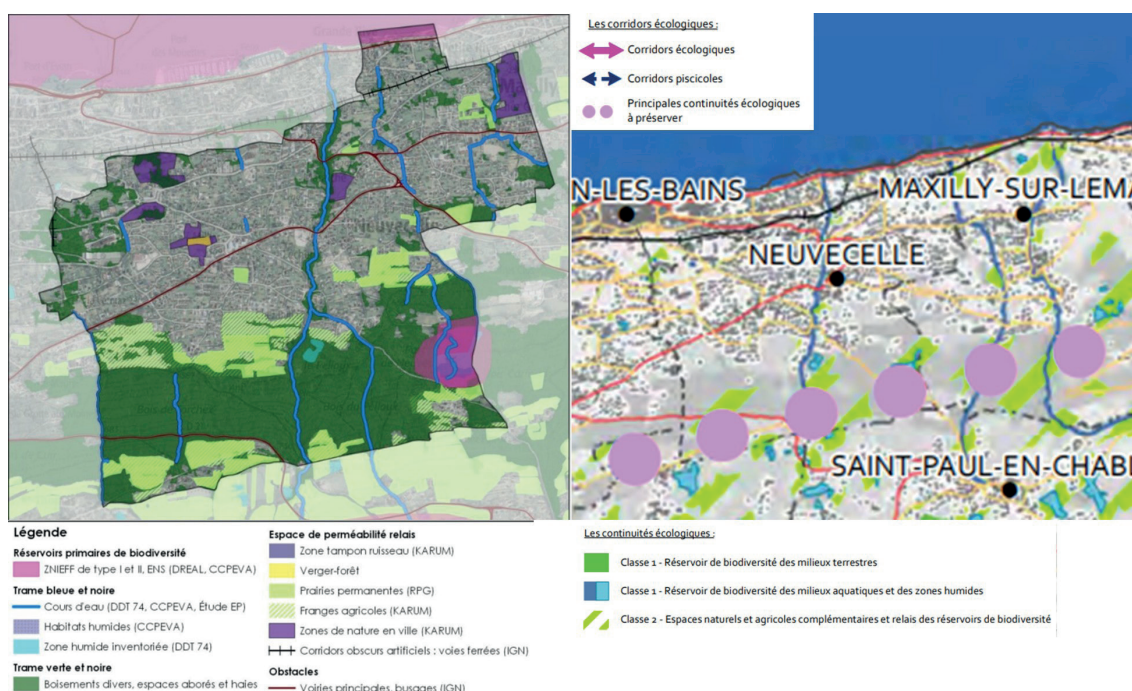 Les corridors écologiques :
Corridors écologiques
Corridors piscicoles
Principales continuités écologiques
à préserver
N-LES-BAINS
MAXILLY-SUR-LEMA
NEUVECELLE
SAINT-PAUL-EN-CHAB
Légende
Réservoirs primaires de biodiversité
ZNIEFF de type I et II, ENS (DREAL, CCPEVA)
Trame bleue et noire
Cours d'eau (DDT 74, CCPEVA, Étude EP)
Habitats humides (CCPEVA)
Zone humide inventoriée (DDT 74)
Trame verte et noire
Boisements divers, espaces aborés et haies
Espace de perméabilité relais
Zone tampon ruisseau (KARUM)
Verger-forêt
Prairies permanentes (RPG)
Franges agricoles (KARUM)
Zones de nature en ville (KARUM)
Corridors obscurs artificiels : voies ferrées (IGN)
Obstacles
Voiries principales, busages (IGN)
Les continuités écologiques :
Classe 1 - Réservoir de biodiversité des milieux terrestres
Classe 1 - Réservoir de biodiversité des milieux aquatiques et des zones humides
Classe 2 - Espaces naturels et agricoles complémentaires et relais des réservoirs de biodiversité